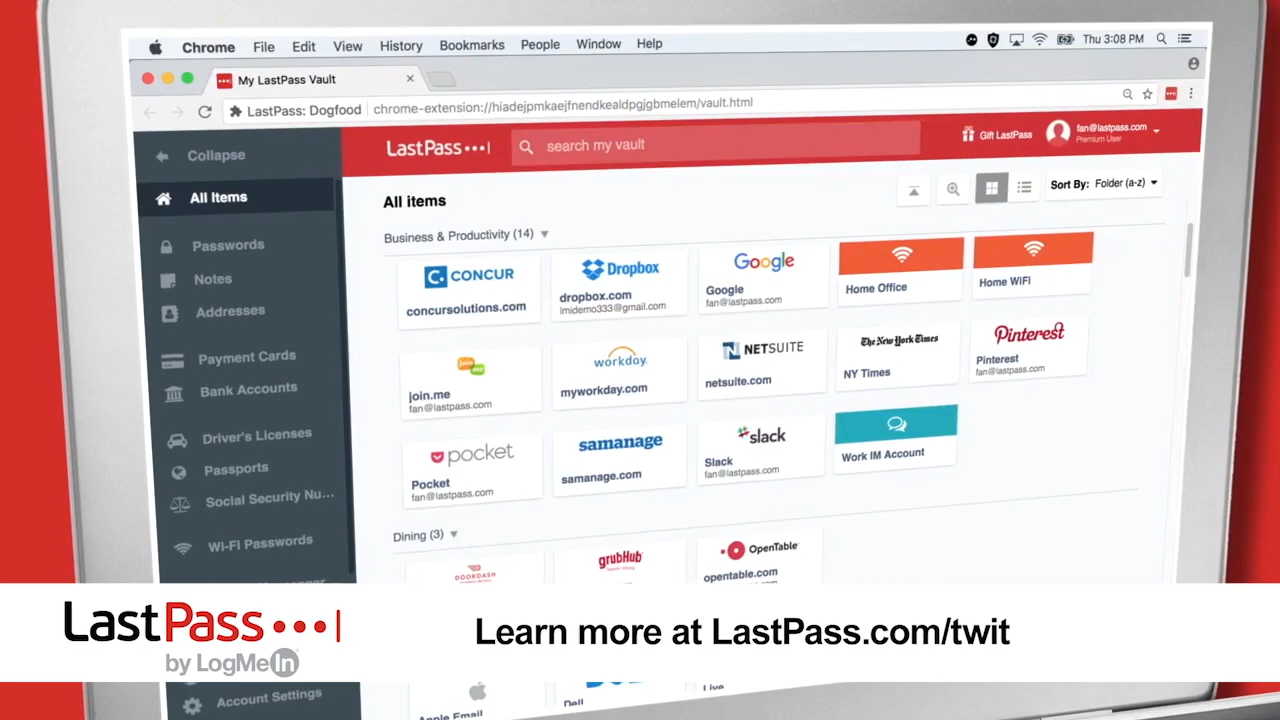 Chrome File Edit View History Bookmarks People Window Help
Thu 3:08 PM
My LastPass Vault
LastPass: Dogfood chrome-extension://hiadejpmkaejfnendkealdpgjgbmelem/vault.html
Collapse
LastPass
search my vault
Gift LastPass
fan@lastpass.com
Premium User
All Items
Passwords
Notes
Addresses
Payment Cards
Bank Accounts
Driver's Licenses
Passports
Social Security Nu...
Wi-Fi Passwords
Account Settings
All items
Sort By: Folder (a-z)
Business & Productivity (14)
CONCUR
concursolutions.com
Dropbox
dropbox.com
lmidemo333@gmail.com
Google
Google
fan@lastpass.com
Home Office
Home WiFi
join.me
join.me
fan@lastpass.com
workday.
myworkday.com
NETSUITE
netsuite.com
The New York Times
NY Times
Pinterest
Pinterest
fan@lastpass.com
pocket
Pocket
fan@lastpass.com
samanage
samanage.com
slack
Slack
fan@lastpass.com
Work IM Account
Dining (3)
DOORDASH
grubHub
OpenTable
opentable.com
LastPass
by LogMeIn
Learn more at LastPass.com/twit
Apple Email
Dell
Live